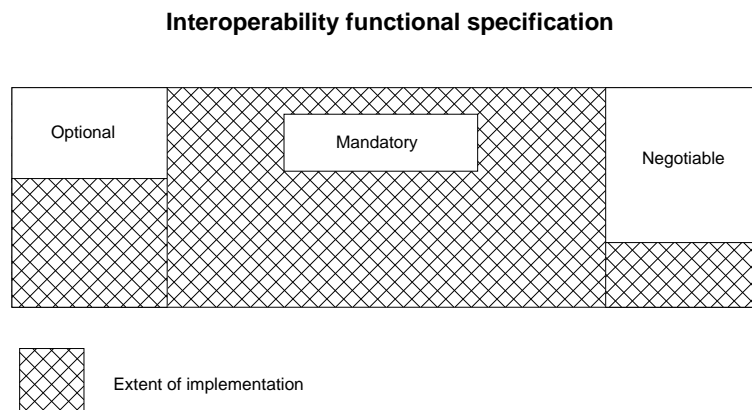 Interoperability functional specification
Optional
Mandatory
Negotiable
Extent of implementation